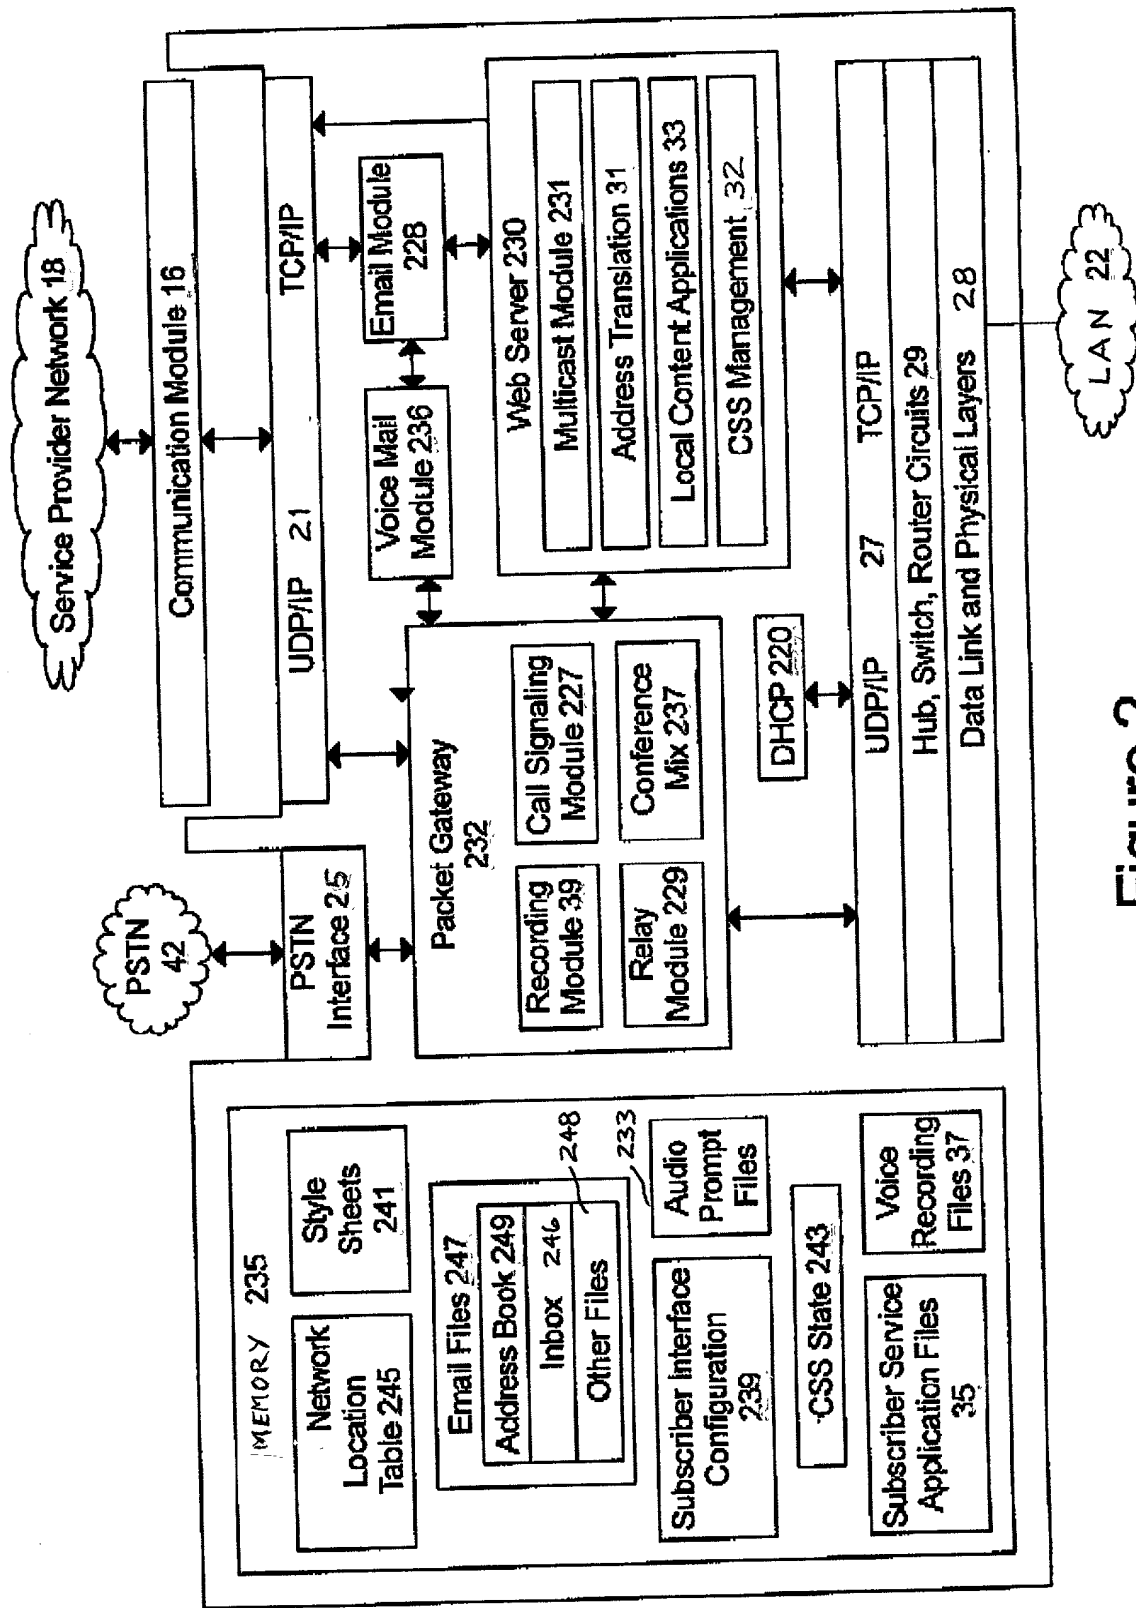 Service Provider Network 18
PSTN
42
Communication Module 16
UDP/IP 21 TCP/IP
PSTN
Interface 25
Email Module
228
Voice Mail
Module 236
Packet Gateway
232
Recording
Module 39
Call Signaling
Module 227
Relay
Module 229
Conference
Mix 237
Web Server 230
Multicast Module 231
Address Translation 31
Local Content Applications 33
CSS Management 32
DHCP 220
UDP/IP 27 TCP/IP
Hub, Switch, Router Circuits 29
Data Link and Physical Layers 28
LAN 22
MEMORY 235
Network
Location
Table 245
Style
Sheets
241
Email Files 247
Address Book 249
Inbox 246
Other Files
248
233
Subscriber Interface
Configuration
239
Audio
Prompt
Files
CSS State 243
Subscriber Service
Application Files
35
Voice
Recording
Files 37
Figure 2